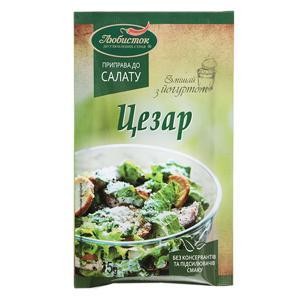 Любисток
ПРИПРАВА ДО
САЛАТУ
Змішай
з йогуртом
Цезар
БЕЗ КОНСЕРВАНТІВ
ТА ПІДСИЛЮВАЧІВ
СМАКУ